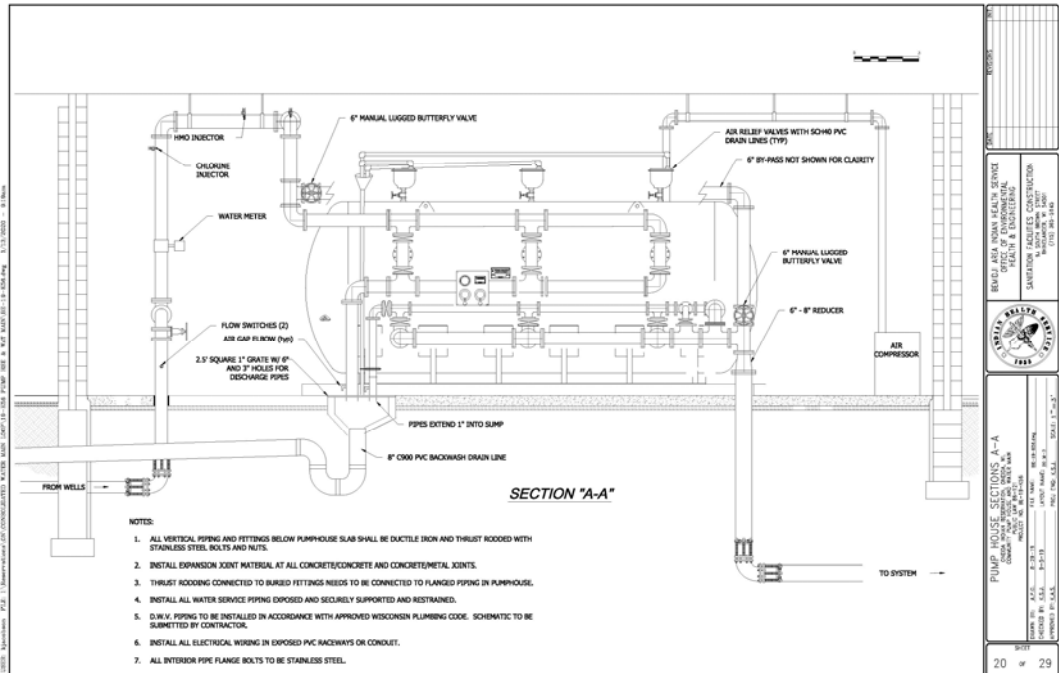 6" MANUAL LUGGED BUTTERFLY VALVE
HMO INJECTOR
CHLORINE
INJECTOR
WATER METER
AIR RELIEF VALVES WITH SCH40 PVC
DRAIN LINES (TYP)
6" BY-PASS NOT SHOWN FOR CLAIRITY
6" MANUAL LUGGED
BUTTERFLY VALVE
6" - 8" REDUCER
FLOW SWITCHES (2)
AIR GAP ELBOW (typ)
2.5' SQUARE 1" GRATE W/ 6"
AND 3" HOLES FOR
DISCHARGE PIPES
AIR
COMPRESSOR
PIPES EXTEND 1" INTO SUMP
8" C900 PVC BACKWASH DRAIN LINE
FROM WELLS
SECTION "A-A"
TO SYSTEM
NOTES:
1. ALL VERTICAL PIPING AND FITTINGS BELOW PUMPHOUSE SLAB SHALL BE DUCTILE IRON AND THRUST RODDED WITH
STAINLESS STEEL BOLTS AND NUTS.
2. INSTALL EXPANSION JOINT MATERIAL AT ALL CONCRETE/CONCRETE AND CONCRETE/METAL JOINTS.
3. THRUST RODDING CONNECTED TO BURIED FITTINGS NEEDS TO BE CONNECTED TO FLANGED PIPING IN PUMPHOUSE.
4. INSTALL ALL WATER SERVICE PIPING EXPOSED AND SECURELY SUPPORTED AND RESTRAINED.
5. D.W.V. PIPING TO BE INSTALLED IN ACCORDANCE WITH APPROVED WISCONSIN PLUMBING CODE. SCHEMATIC TO BE
SUBMITTED BY CONTRACTOR.
6. INSTALL ALL ELECTRICAL WIRING IN EXPOSED PVC RACEWAYS OR CONDUIT.
7. ALL INTERIOR PIPE FLANGE BOLTS TO BE STAINLESS STEEL.
DATE
REVISIONS
INT.
BEMIDJI AREA INDIAN HEALTH SERVICE
OFFICE OF ENVIRONMENTAL
HEALTH & ENGINEERING
SANITATION FACILITIES CONSTRUCTION
INDIAN HEALTH SERVICE
1955
PUMP HOUSE SECTIONS A-A
SHEET
20 OF 29